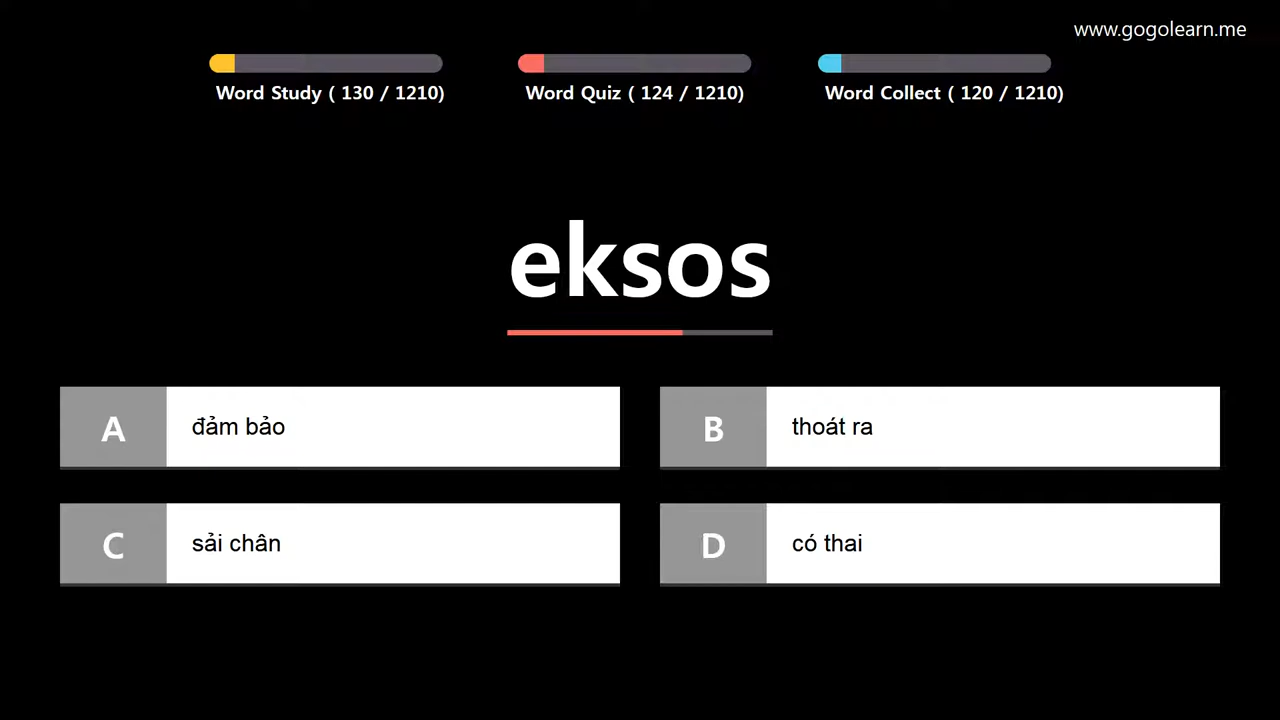 www.gogolearn.me
Word Study ( 130 / 1210)
Word Quiz ( 124 / 1210)
Word Collect ( 120 / 1210)
eksos
A đảm bảo
B thoát ra
C sải chân
D có thai